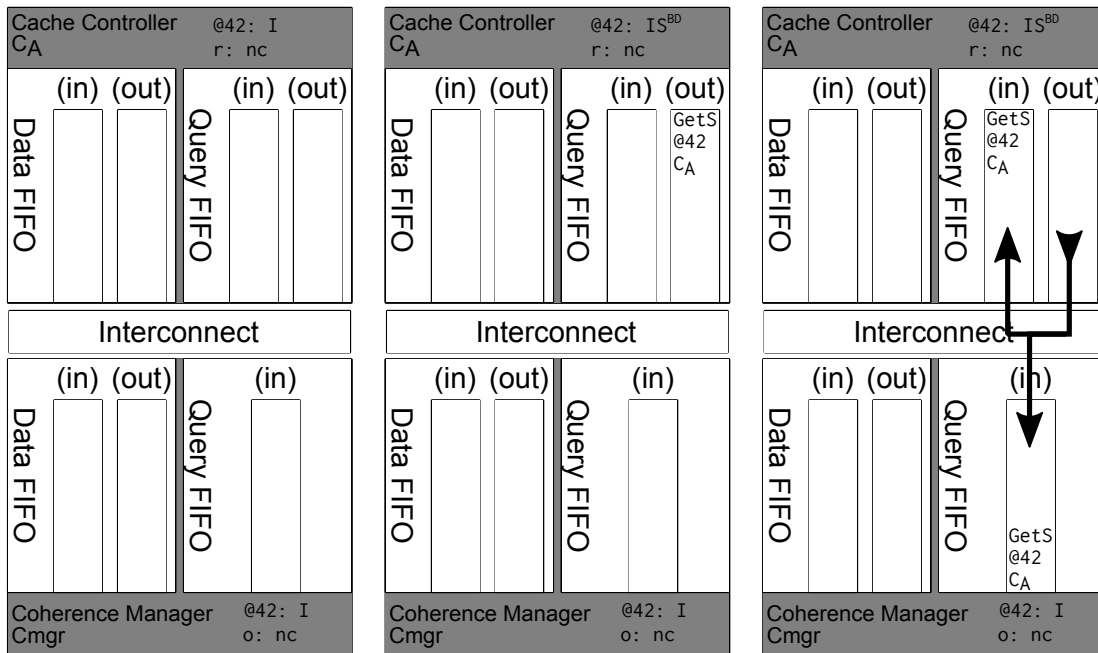 Cache Controller @42: I
CA r: nc
(in) (out) (in) (out)
Data FIFO
Query FIFO
Interconnect
(in) (out) (in)
Data FIFO
Query FIFO
Coherence Manager @42: I
Cmgr o: nc
Cache Controller @42: ISBD
CA r: nc
(in) (out) (in) (out)
Data FIFO
Query FIFO
GetS
@42
CA
Interconnect
(in) (out) (in)
Data FIFO
Query FIFO
Coherence Manager @42: I
Cmgr o: nc
Cache Controller @42: ISBD
CA r: nc
(in) (out) (in) (out)
Data FIFO
Query FIFO
GetS
@42
CA
Interconnect
(in) (out) (in)
Data FIFO
Query FIFO
GetS
@42
CA
Coherence Manager @42: I
Cmgr o: nc